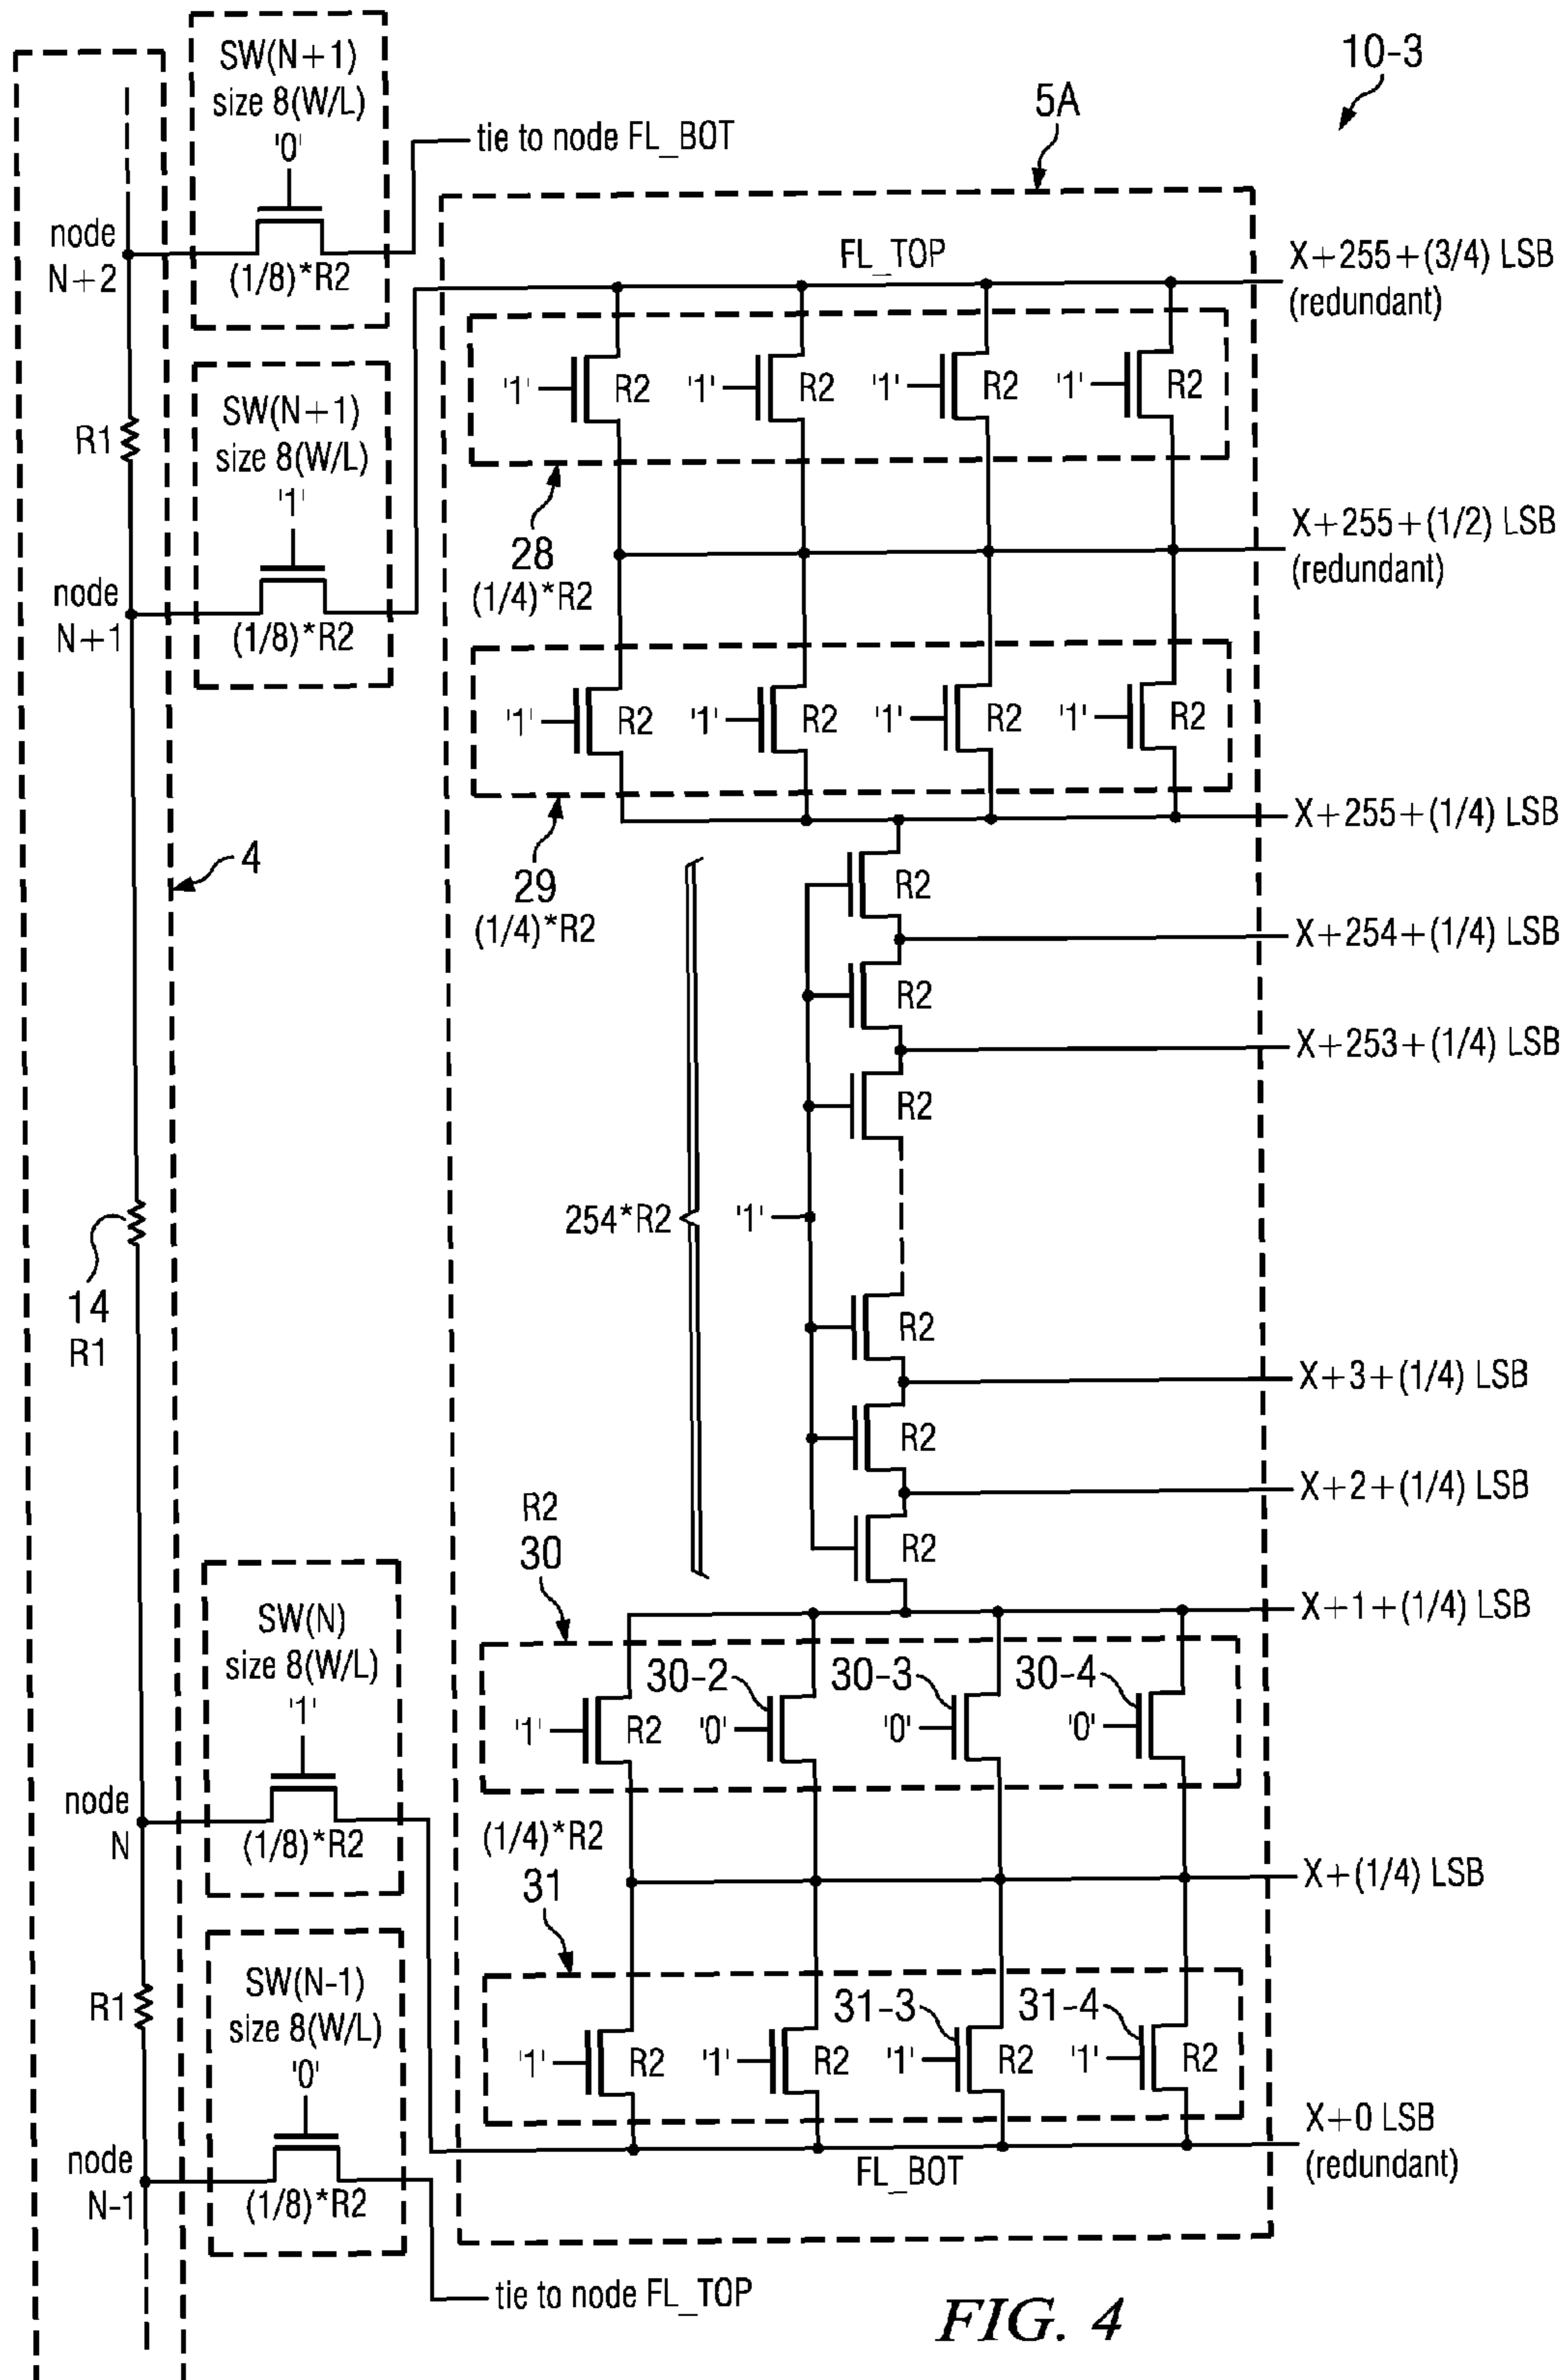 10-3
SW(N+1)
size 8(W/L)
'0'
(1/8)*R2
tie to node FL_BOT
5A
node
N+2
FL_TOP
X+255+(3/4) LSB
(redundant)
R1
SW(N+1)
size 8(W/L)
'1'
(1/8)*R2
'1' R2 '1' R2 '1' R2 '1' R2
28
(1/4)*R2
X+255+(1/2) LSB
(redundant)
node
N+1
'1' R2 '1' R2 '1' R2 '1' R2
29
(1/4)*R2
X+255+(1/4) LSB
4
R2
X+254+(1/4) LSB
R2
X+253+(1/4) LSB
R2
254*R2
'1'
14
R1
R2
X+3+(1/4) LSB
R2
X+2+(1/4) LSB
R2
R2
30
X+1+(1/4) LSB
SW(N)
size 8(W/L)
'1'
(1/8)*R2
30-2 30-3 30-4
'1' R2 '0' '0' '0'
node
N
(1/4)*R2
31
X+(1/4) LSB
R1
SW(N-1)
size 8(W/L)
'0'
(1/8)*R2
31-3 31-4
'1' R2 '1' R2 '1' R2 '1' R2
X+0 LSB
(redundant)
FL_BOT
node
N-1
tie to node FL_TOP
FIG. 4